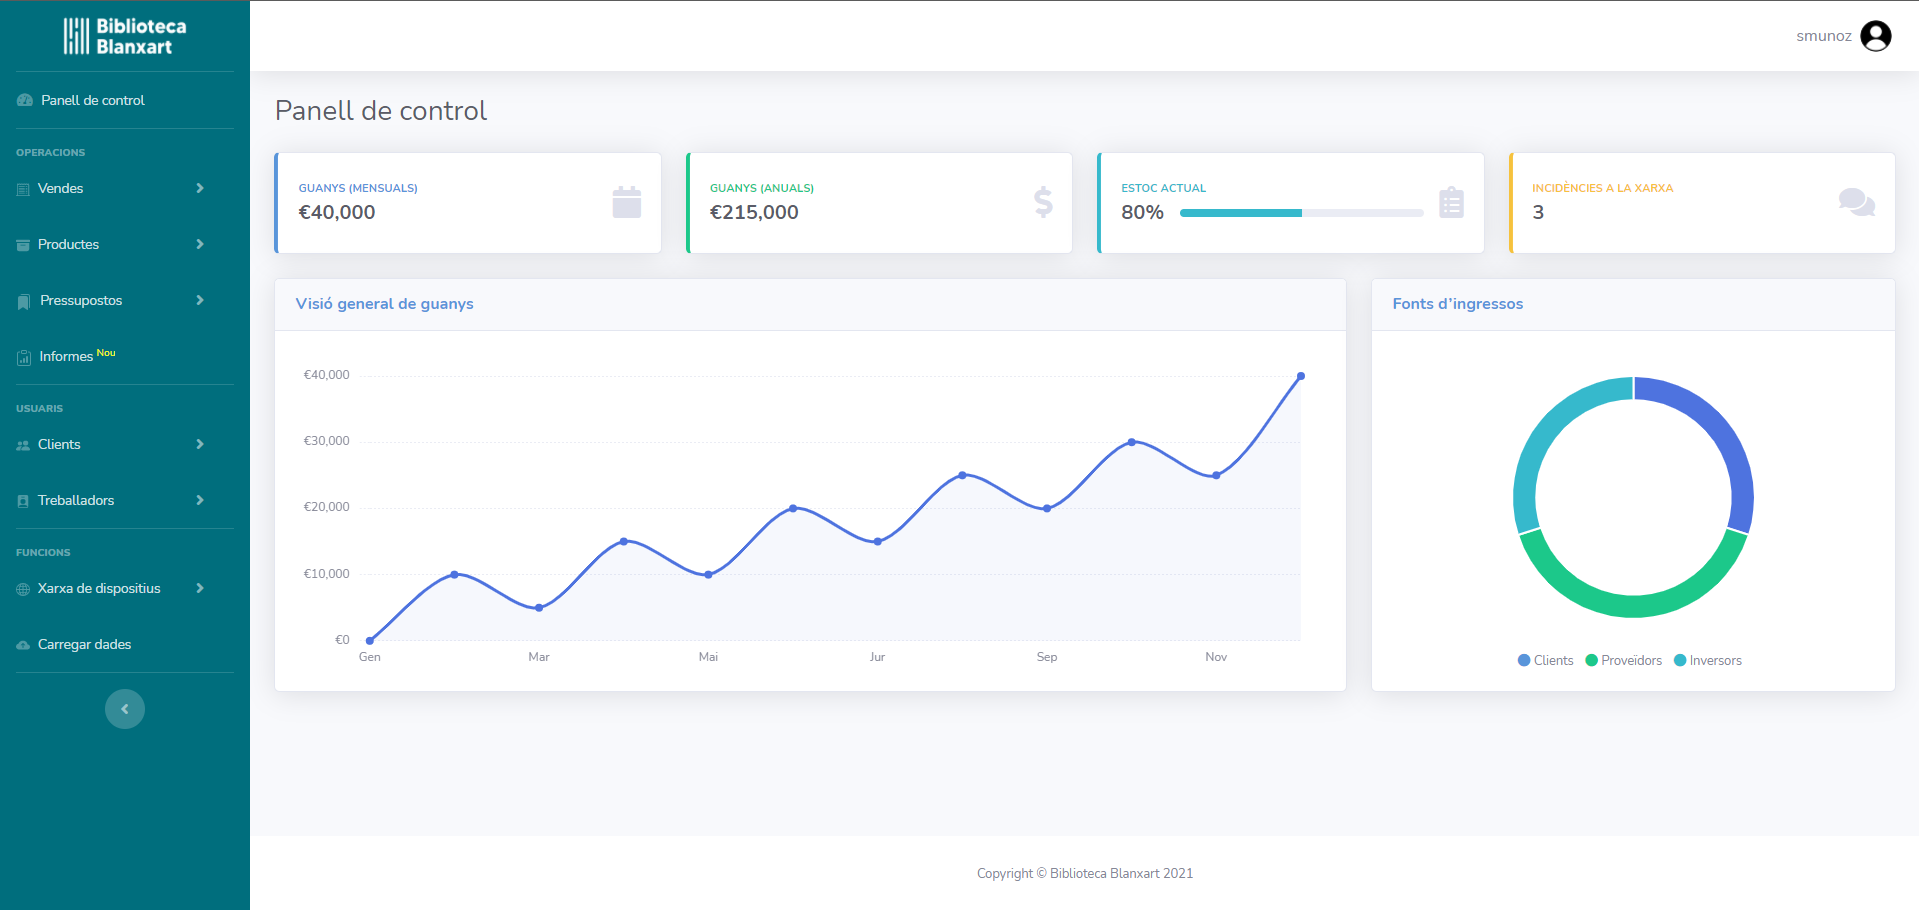 Biblioteca
Blanxart
smunoz
Panell de control
OPERACIONS
Vendes
Productes
Pressupostos
Informes Nou
USUARIS
Clients
Treballadors
FUNCIONS
Xarxa de dispositius
Carregar dades
Panell de control
GUANYS (MENSUALS)
€40,000
GUANYS (ANUALS)
€215,000
ESTOC ACTUAL
80%
INCIDÈNCIES A LA XARXA
3
Visió general de guanys
€40,000
€30,000
€20,000
€10,000
€0
Gen Mar Mai Jur Sep Nov
Fonts d’ingressos
Clients Proveïdors Inversors
Copyright © Biblioteca Blanxart 2021